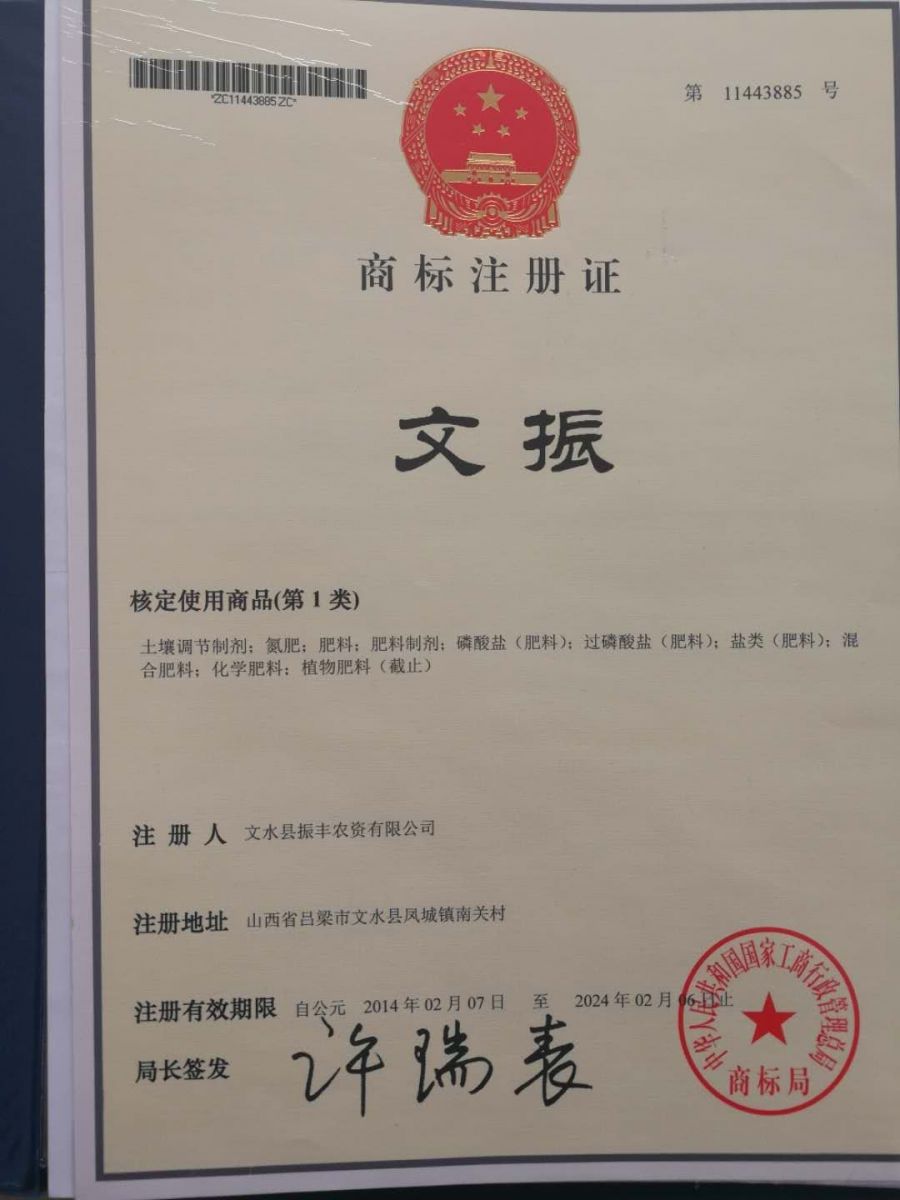 *ZC11443885ZC*
第 11443885 号
商标注册证
文振
核定使用商品(第1类)
土壤调节制剂；氮肥；肥料；肥料制剂；磷酸盐（肥料）；过磷酸盐（肥料）；盐类（肥料）；混
合肥料；化学肥料；植物肥料（截止）
注册人 文水县振丰农资有限公司
注册地址 山西省吕梁市文水县凤城镇南关村
注册有效期限 自公元 2014年02月07日 至 2024年02月06日止
局长签发 许瑞表
中华人民共和国国家工商行政管理总局
商标局